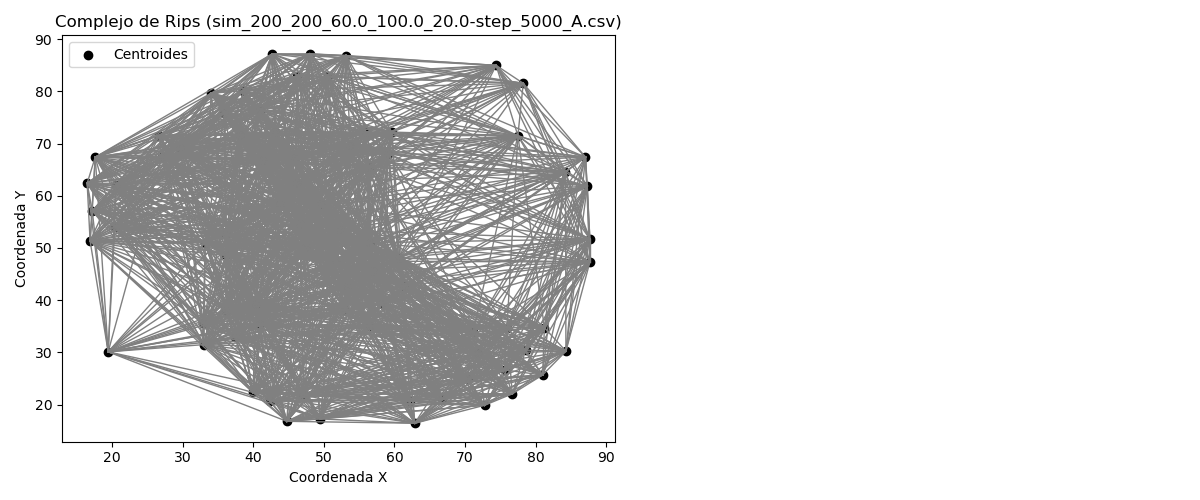 Complejo de Rips (sim_200_200_60.0_100.0_20.0-step_5000_A.csv)
Centroides
90
80
70
60
50
40
30
20
Coordenada Y
20 30 40 50 60 70 80 90
Coordenada X